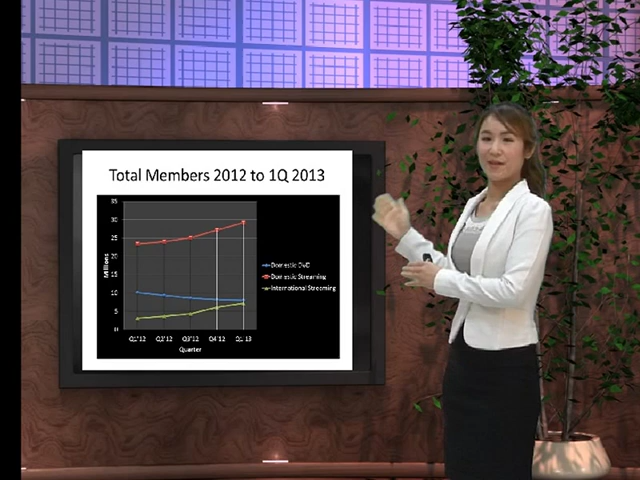 Total Members 2012 to 1Q 2013
35
30
25
20
15
10
5
0
Millions
Q1'12
Q2'12
Q3'12
Q4'12
Q1 13
Quarter
Domestic DVD
Domestic Streaming
International Streaming